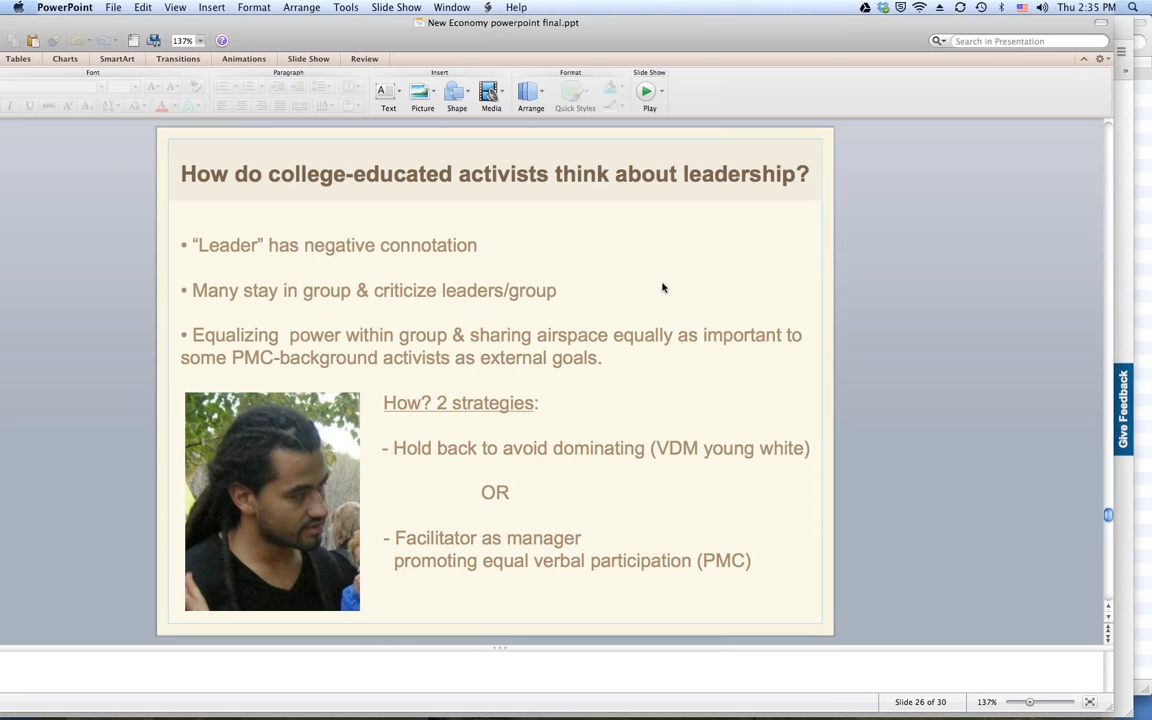 PowerPoint File Edit View Insert Format Arrange Tools Slide Show Window Help Thu 2:35 PM
New Economy powerpoint final.ppt
137% Search in Presentation
Tables Charts SmartArt Transitions Animations Slide Show Review
Font Paragraph Insert Format Slide Show
Text Picture Shape Media Arrange Quick Styles Play
How do college-educated activists think about leadership?
• “Leader” has negative connotation
• Many stay in group & criticize leaders/group
• Equalizing power within group & sharing airspace equally as important to
some PMC-background activists as external goals.
How? 2 strategies:
- Hold back to avoid dominating (VDM young white)
OR
- Facilitator as manager
promoting equal verbal participation (PMC)
Give Feedback
Slide 26 of 30 137%